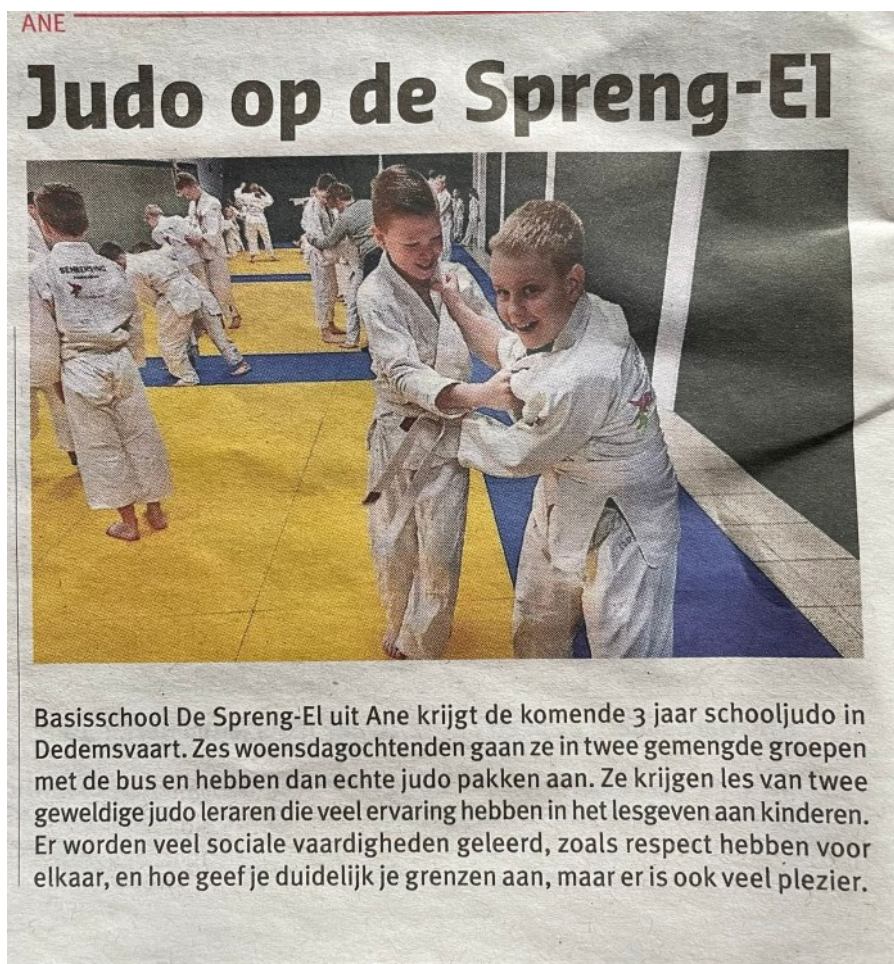 ANE
Judo op de Spreng-El
Basisschool De Spreng-El uit Ane krijgt de komende 3 jaar schooljudo in
Dedemsvaart. Zes woensdagochtenden gaan ze in twee gemengde groepen
met de bus en hebben dan echte judo pakken aan. Ze krijgen les van twee
geweldige judo leraren die veel ervaring hebben in het lesgeven aan kinderen.
Er worden veel sociale vaardigheden geleerd, zoals respect hebben voor
elkaar, en hoe geef je duidelijk je grenzen aan, maar er is ook veel plezier.